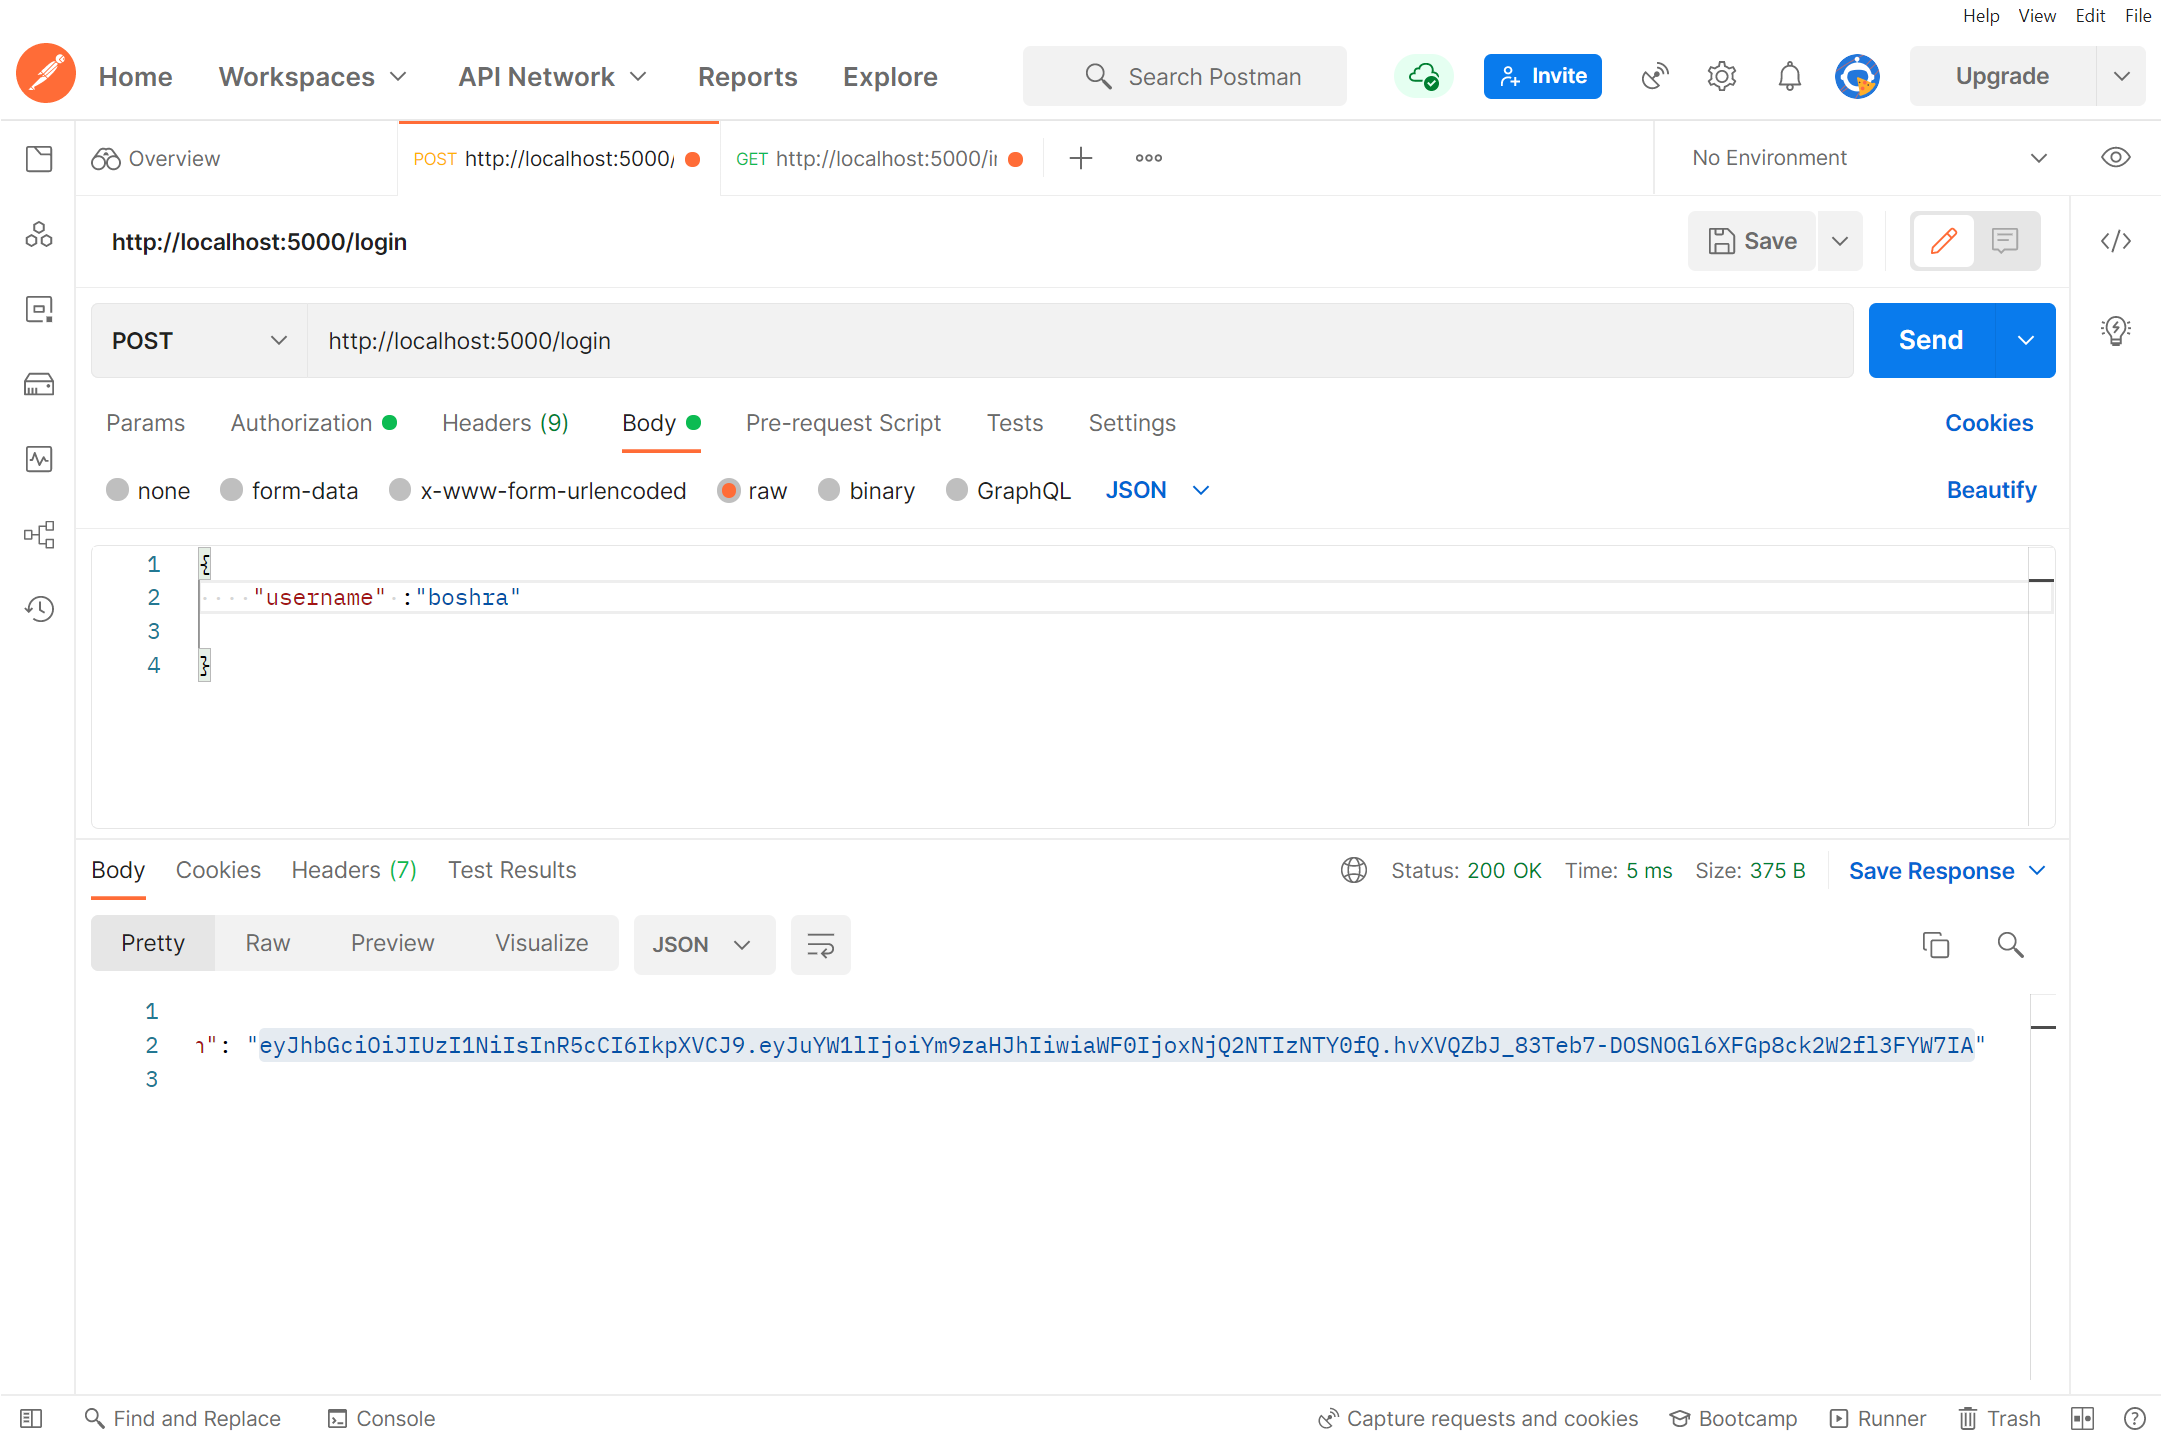 Help View Edit File
Home Workspaces API Network Reports Explore Search Postman Invite Upgrade
Overview POST http://localhost:5000/ GET http://localhost:5000/i No Environment
http://localhost:5000/login Save
POST http://localhost:5000/login Send
Params Authorization Headers (9) Body Pre-request Script Tests Settings Cookies
none form-data x-www-form-urlencoded raw binary GraphQL JSON Beautify
1 {
2 "username" :"boshra"
3
4 }
Body Cookies Headers (7) Test Results Status: 200 OK Time: 5 ms Size: 375 B Save Response
Pretty Raw Preview Visualize JSON
1
2 ": "eyJhbGciOiJIUzI1NiIsInR5cCI6IkpXVCJ9.eyJuYW1lIjoiYm9zaHJhIiwiaWF0IjoxNjQ2NTIzNTY0fQ.hvXVQZbJ_83Teb7-DOSNOGl6XFGp8ck2W2fl3FYW7IA"
3
Find and Replace Console Capture requests and cookies Bootcamp Runner Trash